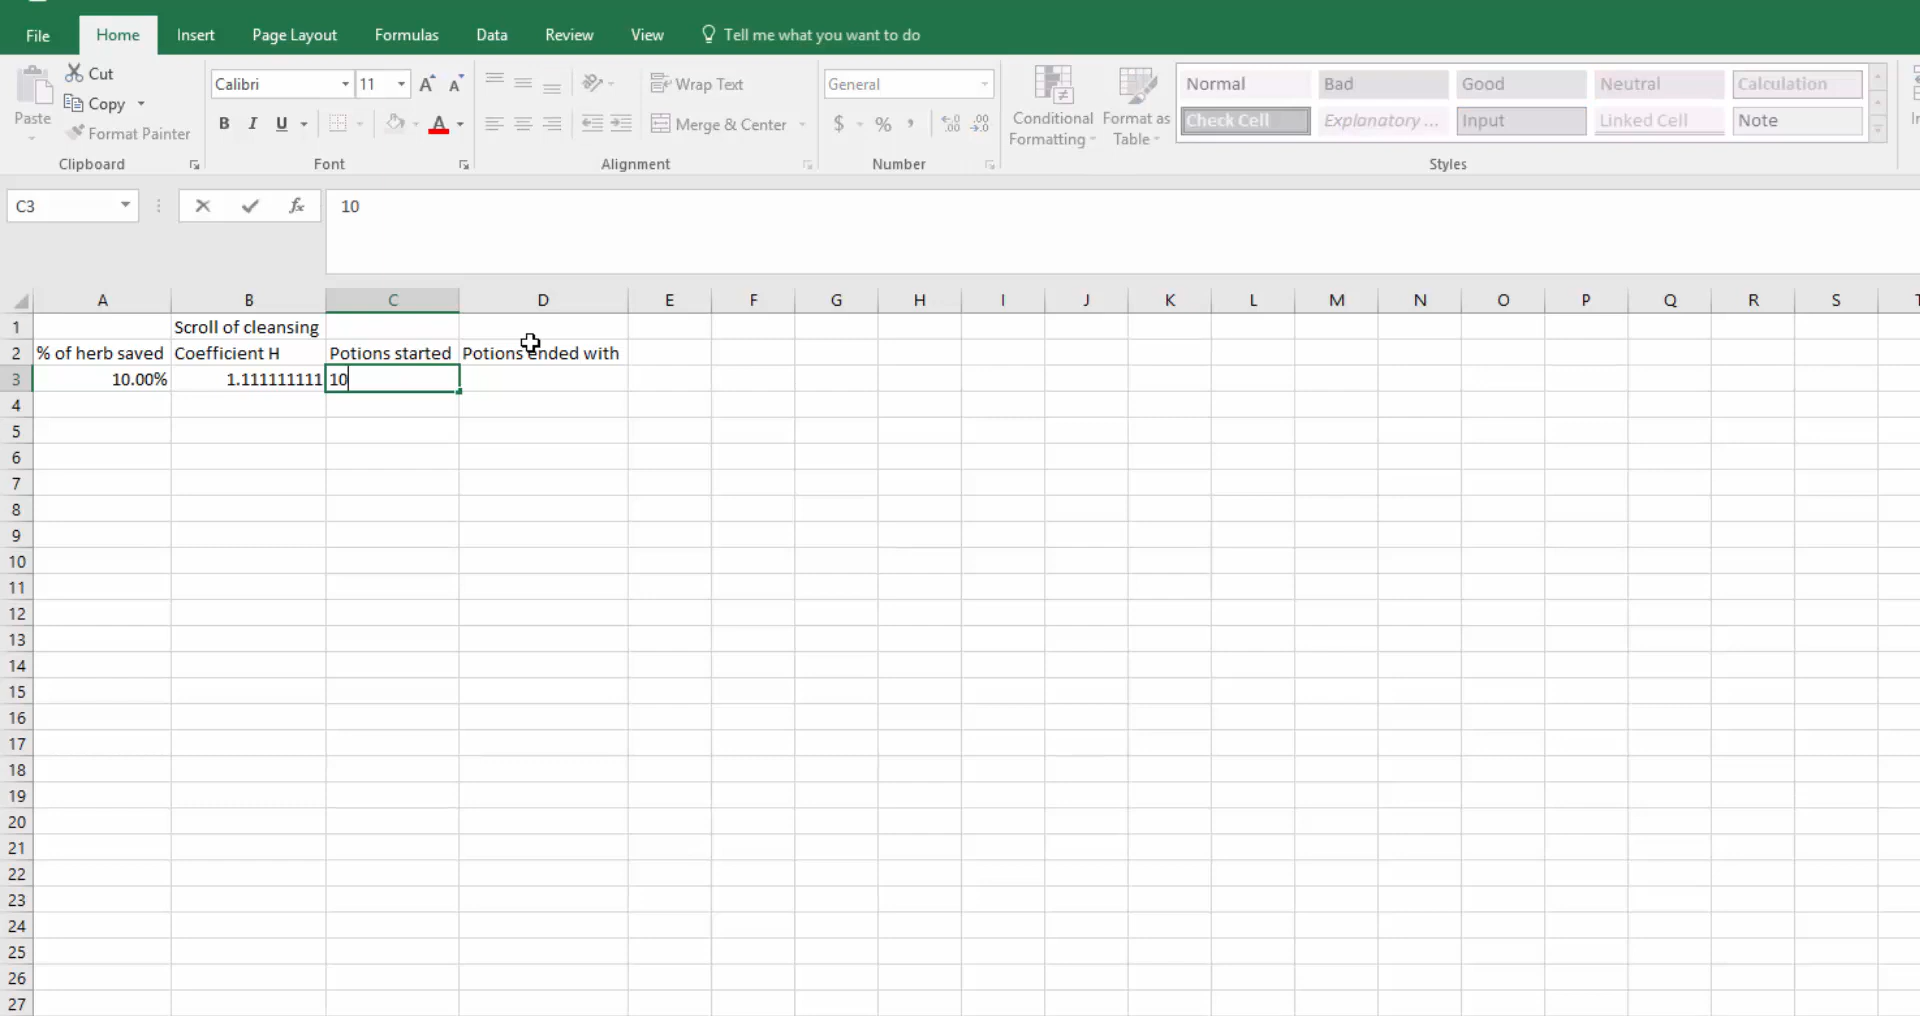 File Home Insert Page Layout Formulas Data Review View Tell me what you want to do
Paste
Cut
Copy
Format Painter
Clipboard
Calibri 11 A A
B I U A
Font
Wrap Text
Merge & Center
Alignment
General
$ % , .00 .00
Number
Conditional Formatting
Format as Table
Normal Bad Good Neutral Calculation
Check Cell Explanatory ... Input Linked Cell Note
Styles
C3 fx 10
A B C D E F G H I J K L M N O P Q R S
1 Scroll of cleansing
2 % of herb saved Coefficient H Potions started Potions ended with
3 10.00% 1.111111111 10
4
5
6
7
8
9
10
11
12
13
14
15
16
17
18
19
20
21
22
23
24
25
26
27